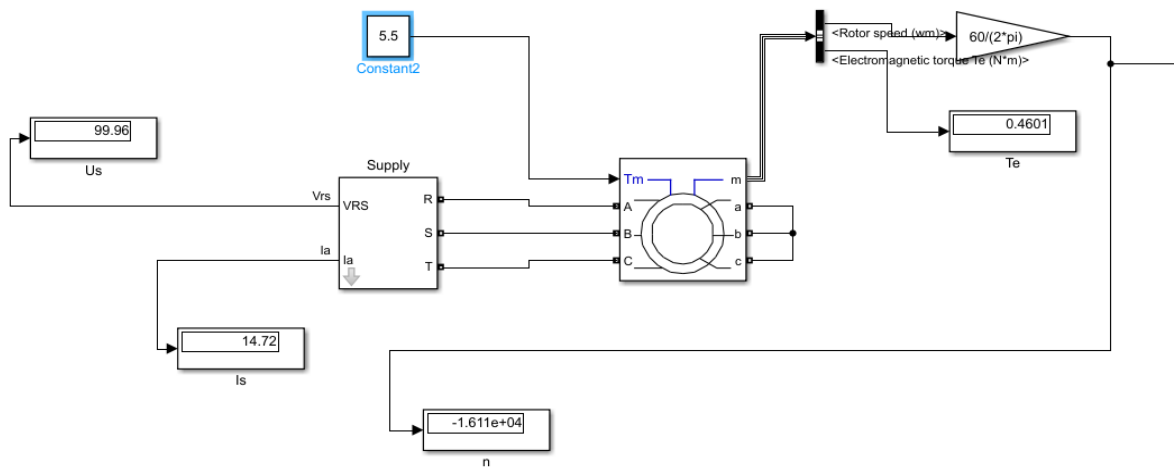 5.5
Constant2
<Rotor speed (wm)>
60/(2*pi)
<Electromagnetic torque Te (N*m)>
99.96
Us
0.4601
Te
Supply
Vrs
VRS
R
S
T
Ia
Ia
Tm
m
A
a
B
b
C
c
14.72
Is
-1.611e+04
n